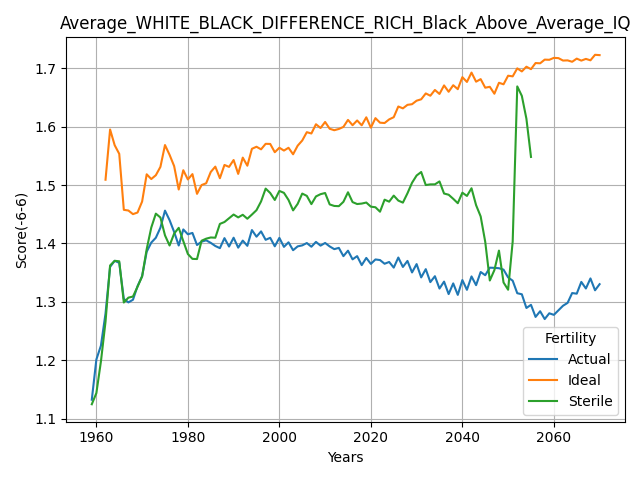 Average_WHITE_BLACK_DIFFERENCE_RICH_Black_Above_Average_IQ
Score(-6-6)
1.7
1.6
1.5
1.4
1.3
1.2
1.1
Fertility
Actual
Ideal
Sterile
1960
1980
2000
2020
2040
2060
Years